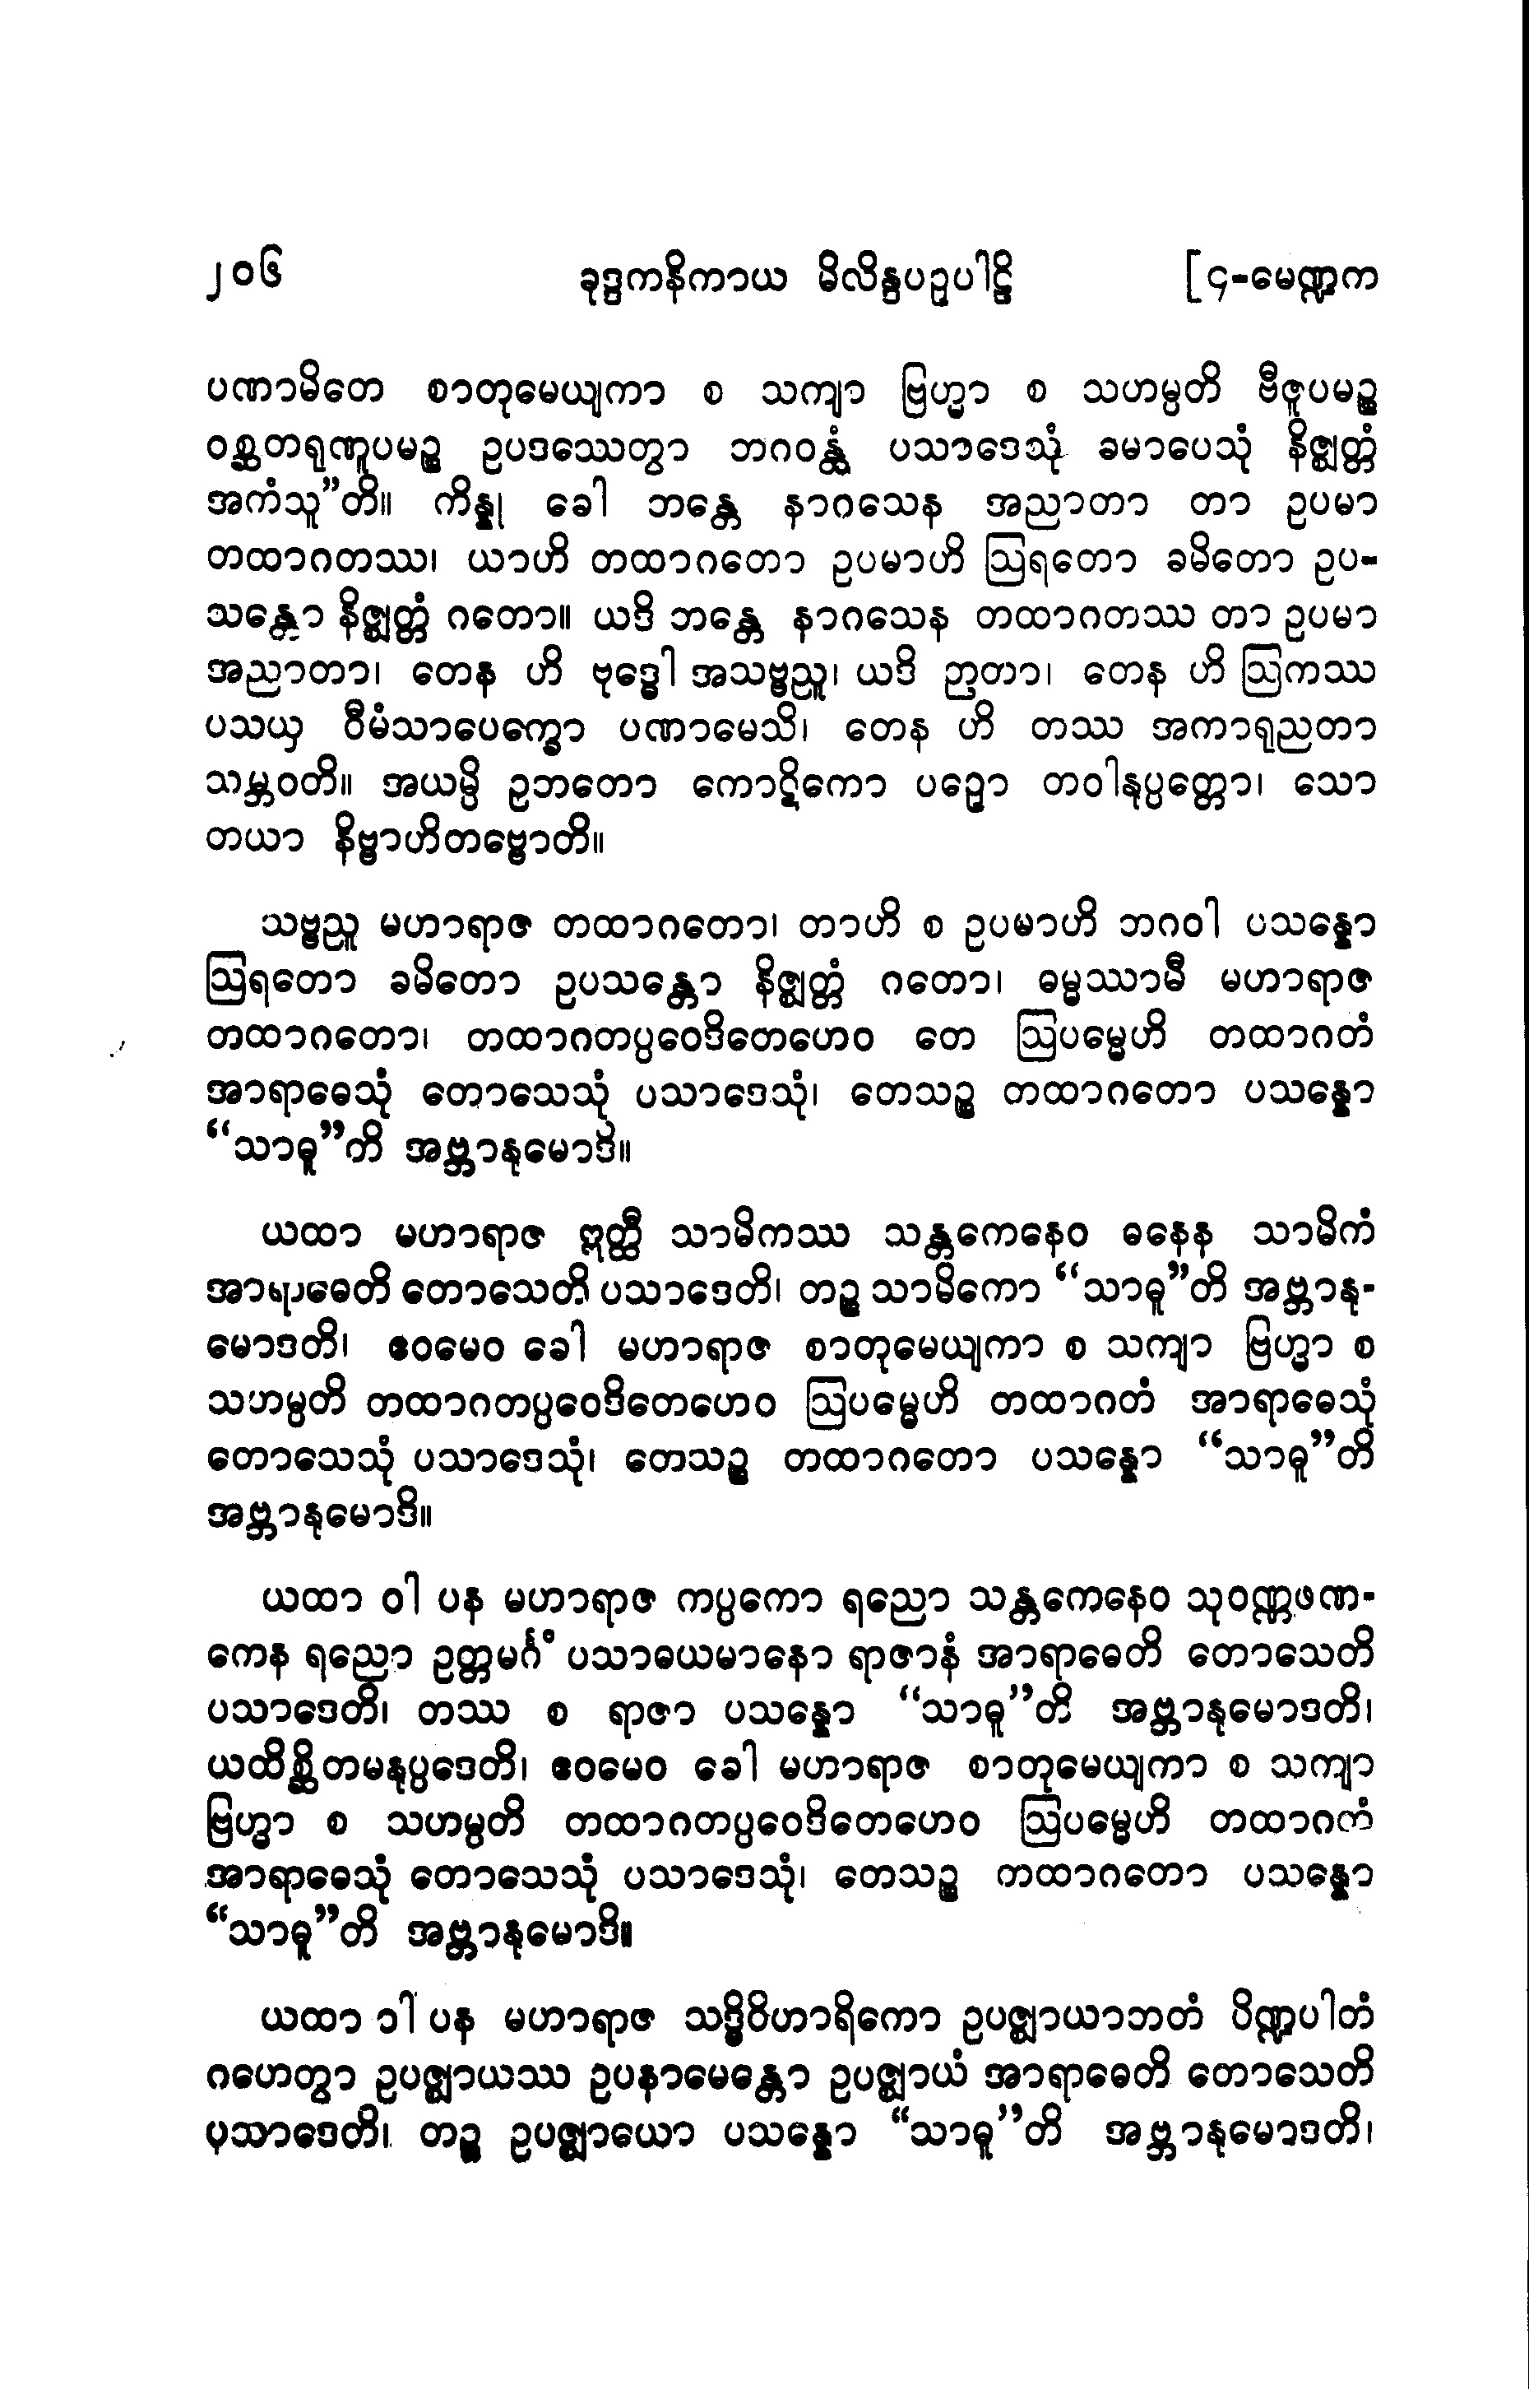 ၂၀၆ ခုဒ္ဒကနိကာယ မိလိန္ဒပဉှပါဠိ [၄-မေဏ္ဍက
ပဏာမိတေ စာတုမေယျကာ စ သကျာ ဗြဟ္မာ စ သဟမ္ပတိ ဗီဇူပမဉ္စ
ဝစ္ဆတရုဏူပမဉ္စ ဥပဒဿေတွာ ဘဂဝန္တံ ပသာဒေသုံ ခမာပေသုံ နိဇ္ဈတ္တံ
အကံသူ”တိ။ ကိန္နု ခေါ ဘန္တေ နာဂသေန အညာတာ တာ ဥပမာ
တထာဂတဿ၊ ယာဟိ တထာဂတော ဥပမာဟိ ဩရတော ခမိတော ဥပ-
သန္တော နိဇ္ဈတ္တံ ဂတော။ ယဒိ ဘန္တေ နာဂသေန တထာဂတဿ တာ ဥပမာ
အညာတာ၊ တေန ဟိ ဗုဒ္ဓေါ အသဗ္ဗညူ၊ ယဒိ ဉာတာ၊ တေန ဟိ ဩကဿ
ပသယှ ဝီမံသာပေက္ခော ပဏာမေသိ၊ တေန ဟိ တဿ အကာရုညတာ
သမ္ဘဝတိ။ အယမ္ပိ ဥဘတော ကောဋိကော ပဉှော တဝါနုပ္ပတ္တော၊ သော
တယာ နိဗ္ဗာဟိတဗ္ဗောတိ။
သဗ္ဗညူ မဟာရာဇ တထာဂတော၊ တာဟိ စ ဥပမာဟိ ဘဂဝါ ပသန္နော
ဩရတော ခမိတော ဥပသန္တော နိဇ္ဈတ္တံ ဂတော၊ ဓမ္မဿာမီ မဟာရာဇ
တထာဂတော၊ တထာဂတပ္ပဝေဒိတေဟေဝ တေ ဩပမ္မေဟိ တထာဂတံ
အာရာဓေသုံ တောသေသုံ ပသာဒေသုံ၊ တေသဉ္စ တထာဂတော ပသန္နော
“သာဓူ”တိ အဗ္ဘာနုမောဒိ။
ယထာ မဟာရာဇ ဣတ္ထီ သာမိကဿ သန္တကေနေဝ ဓနေန သာမိကံ
အာရာဓေတိ တောသေတိ ပသာဒေတိ၊ တဉ္စ သာမိကော “သာဓူ”တိ အဗ္ဘာနု-
မောဒတိ၊ ဧဝမေဝ ခေါ မဟာရာဇ စာတုမေယျကာ စ သကျာ ဗြဟ္မာ စ
သဟမ္ပတိ တထာဂတပ္ပဝေဒိတေဟေဝ ဩပမ္မေဟိ တထာဂတံ အာရာဓေသုံ
တောသေသုံ ပသာဒေသုံ၊ တေသဉ္စ တထာဂတော ပသန္နော “သာဓူ”တိ
အဗ္ဘာနုမောဒိ။
ယထာ ဝါ ပန မဟာရာဇ ကပ္ပကော ရညော သန္တကေနေဝ သုဝဏ္ဏဖဏ-
ကေန ရညော ဥတ္တမင်္ဂံ ပသာဓယမာနော ရာဇာနံ အာရာဓေတိ တောသေတိ
ပသာဒေတိ၊ တဿ စ ရာဇာ ပသန္နော “သာဓူ”တိ အဗ္ဘာနုမောဒတိ၊
ယထိစ္ဆိတမနုပ္ပဒေတိ၊ ဧဝမေဝ ခေါ မဟာရာဇ စာတုမေယျကာ စ သကျာ
ဗြဟ္မာ စ သဟမ္ပတိ တထာဂတပ္ပဝေဒိတေဟေဝ ဩပမ္မေဟိ တထာဂတံ
အာရာဓေသုံ တောသေသုံ ပသာဒေသုံ၊ တေသဉ္စ တထာဂတော ပသန္နော
“သာဓူ”တိ အဗ္ဘာနုမောဒိ။
ယထာ ဝါ ပန မဟာရာဇ သဒ္ဓိဝိဟာရိကော ဥပဇ္ဈာယာဘတံ ပိဏ္ဍပါတံ
ဂဟေတွာ ဥပဇ္ဈာယဿ ဥပနာမေန္တော ဥပဇ္ဈာယံ အာရာဓေတိ တောသေတိ
ပသာဒေတိ၊ တဉ္စ ဥပဇ္ဈာယော ပသန္နော “သာဓူ”တိ အဗ္ဘာနုမောဒတိ၊